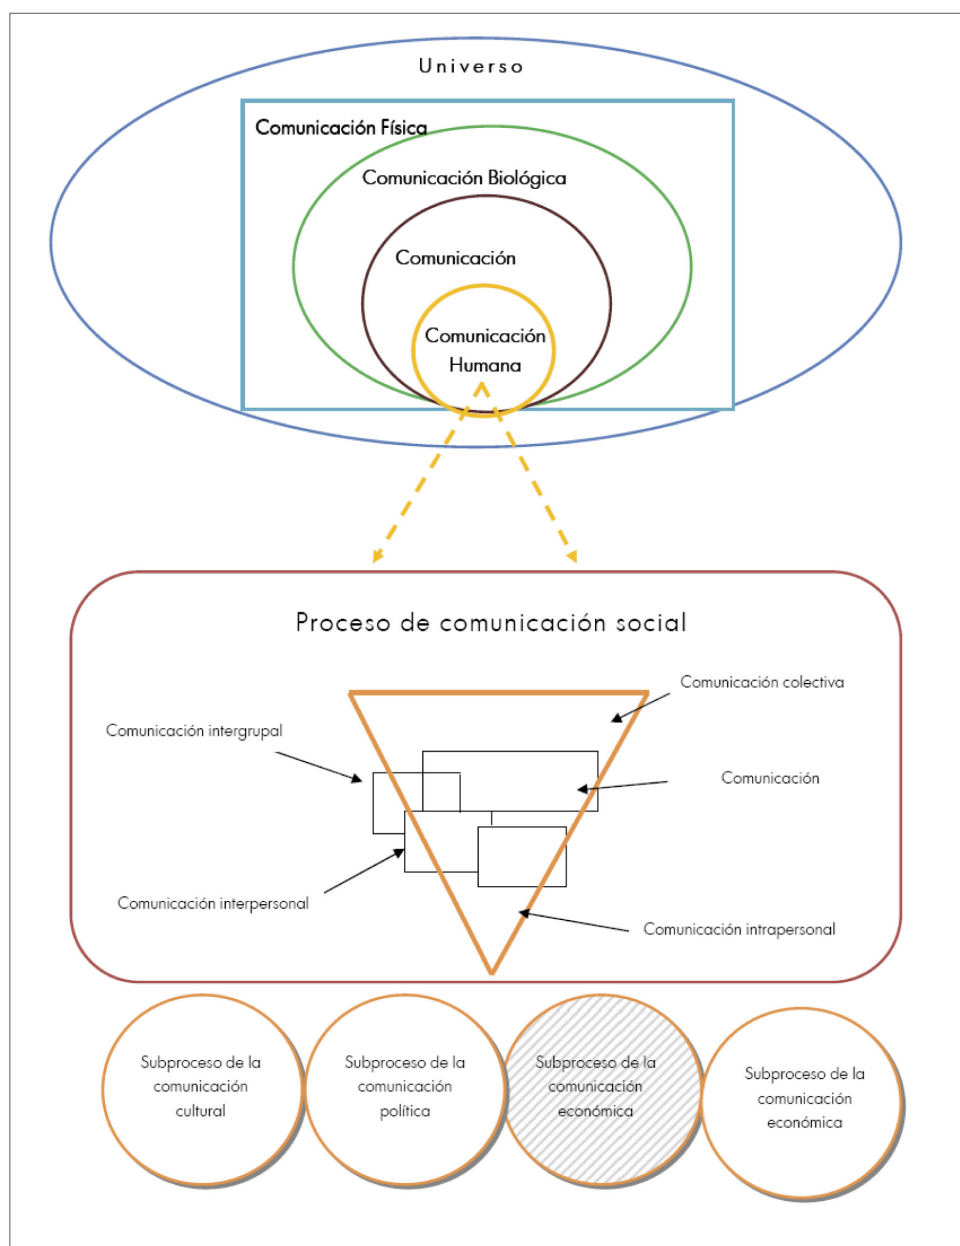 Universo
Comunicación Física
Comunicación Biológica
Comunicación
Comunicación
Humana
Proceso de comunicación social
Comunicación colectiva
Comunicación intergrupal
Comunicación
Comunicación interpersonal
Comunicación intrapersonal
Subproceso de la
comunicación
cultural
Subproceso de la
comunicación
política
Subproceso de la
comunicación
económica
Subproceso de la
comunicación
económica